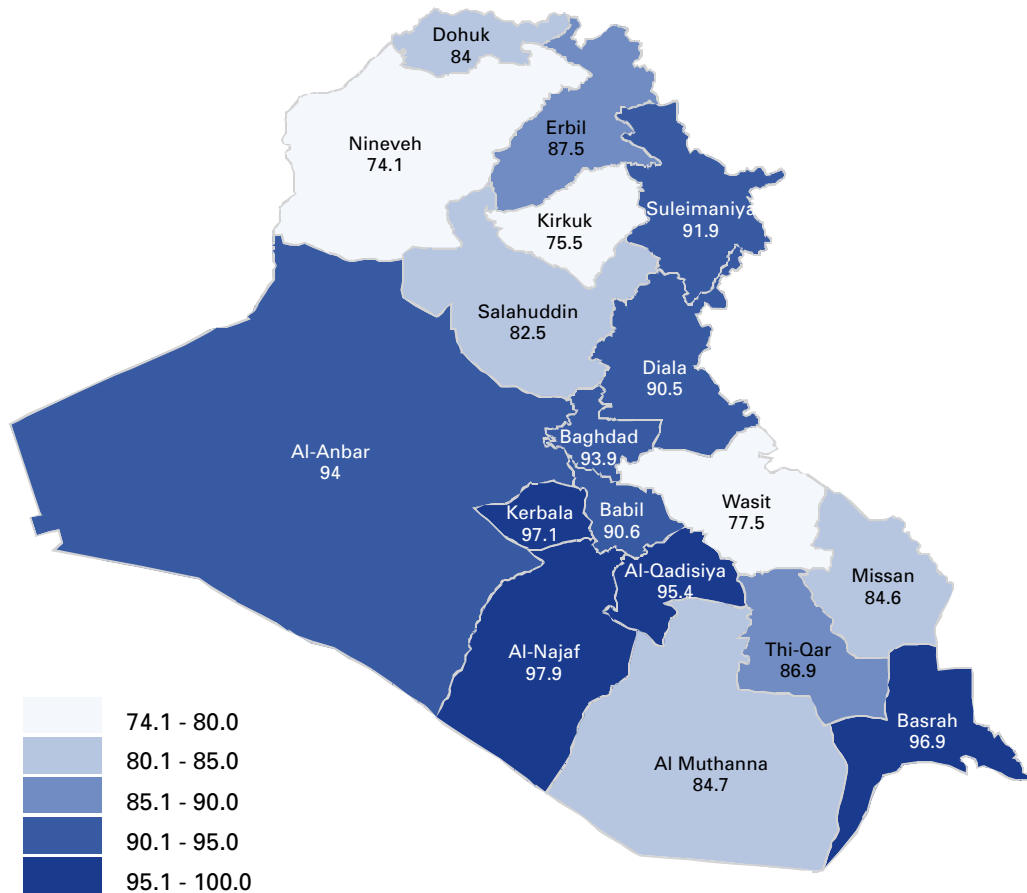 Dohuk
84
Nineveh
74.1
Erbil
87.5
Kirkuk
75.5
Suleimaniya
91.9
Salahuddin
82.5
Diala
90.5
Al-Anbar
94
Baghdad
93.9
Kerbala
97.1
Babil
90.6
Wasit
77.5
Al-Qadisiya
95.4
Missan
84.6
Al-Najaf
97.9
Thi-Qar
86.9
Al Muthanna
84.7
Basrah
96.9
74.1 - 80.0
80.1 - 85.0
85.1 - 90.0
90.1 - 95.0
95.1 - 100.0